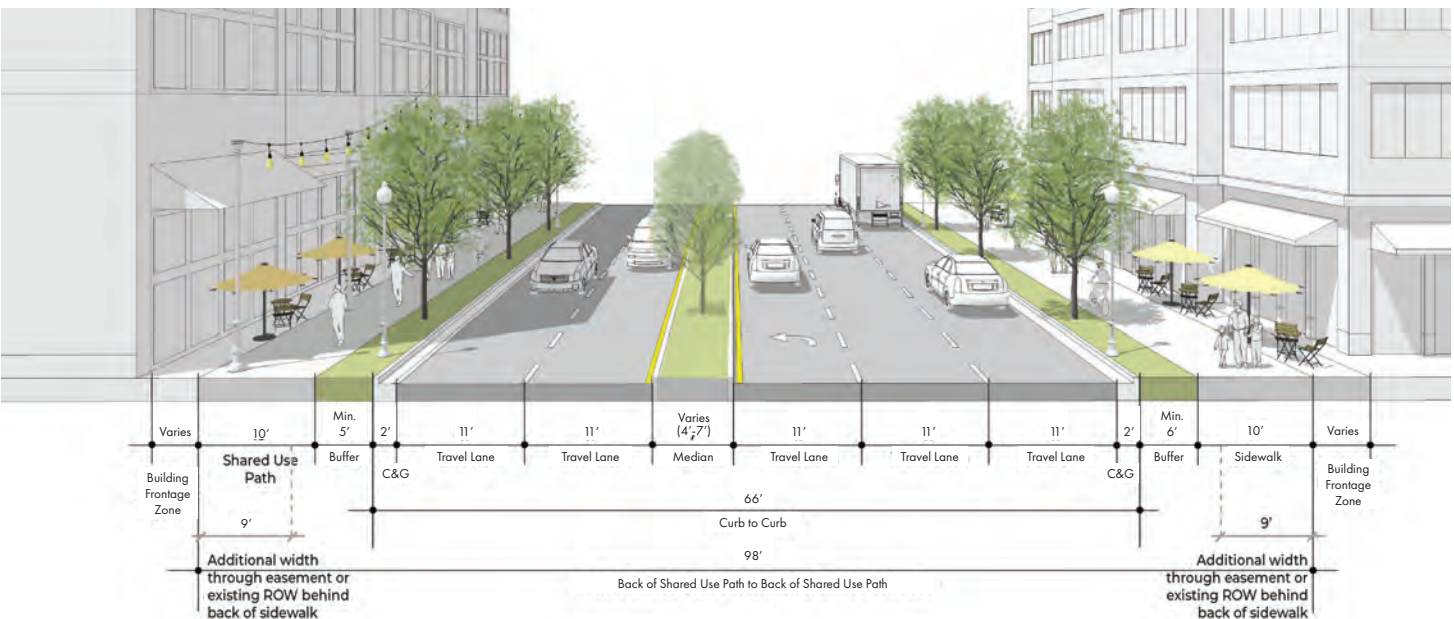 Varies
10'
Min.
5'
2'
11'
11'
Varies
(4'-7')
11'
11'
11'
2'
Min.
6'
10'
Varies
Building
Frontage
Zone
Shared Use
Path
Buffer
C&G
Travel Lane
Travel Lane
Median
Travel Lane
Travel Lane
Travel Lane
C&G
Buffer
Sidewalk
Building
Frontage
Zone
66'
Curb to Curb
9'
9'
98'
Back of Shared Use Path to Back of Shared Use Path
Additional width
through easement or
existing ROW behind
back of sidewalk
Additional width
through easement or
existing ROW behind
back of sidewalk